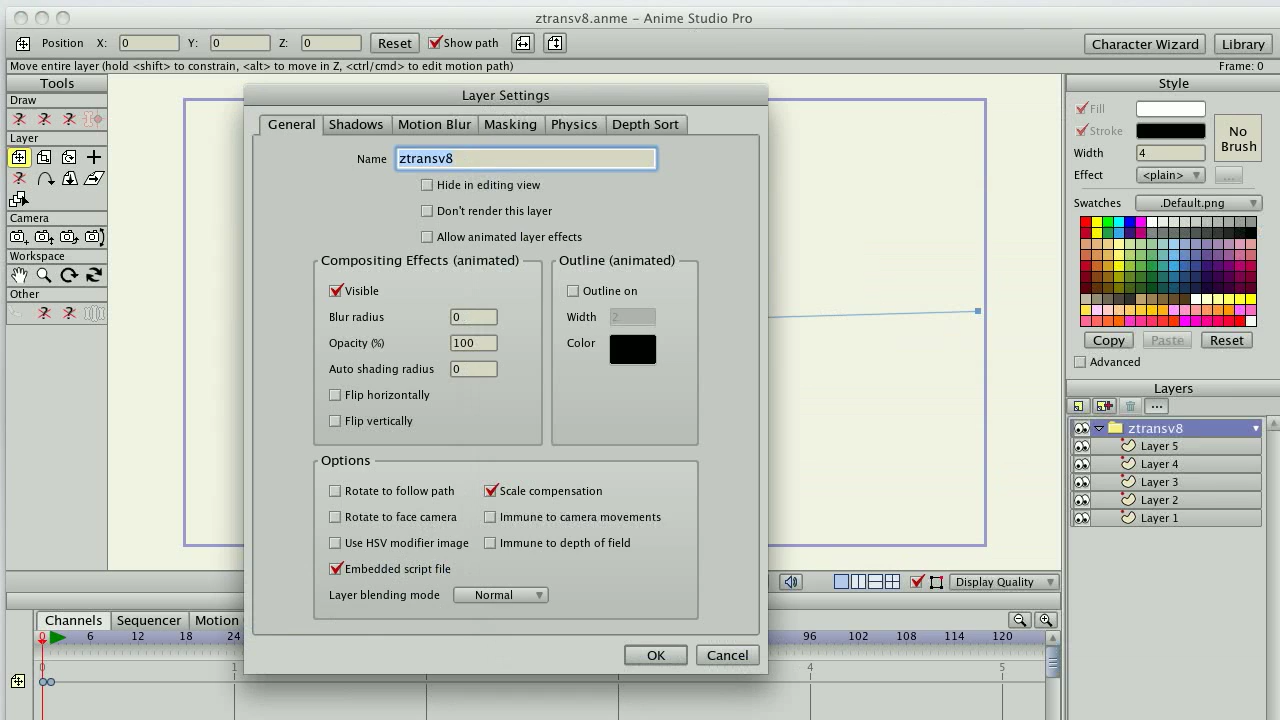 ztransv8.anme - Anime Studio Pro
Position X: 0 Y: 0 Z: 0 Reset Show path Character Wizard Library
Move entire layer (hold <shift> to constrain, <alt> to move in Z, <ctrl/cmd> to edit motion path) Frame: 0
Tools
Draw
Layer
Camera
Workspace
Other
Layer Settings
General Shadows Motion Blur Masking Physics Depth Sort
Name ztransv8
Hide in editing view
Don't render this layer
Allow animated layer effects
Compositing Effects (animated)
Visible
Blur radius 0
Opacity (%) 100
Auto shading radius 0
Flip horizontally
Flip vertically
Outline (animated)
Outline on
Width 2
Color
Options
Rotate to follow path Scale compensation
Rotate to face camera Immune to camera movements
Use HSV modifier image Immune to depth of field
Embedded script file
Layer blending mode Normal
OK Cancel
Style
Fill
Stroke
No Brush
Width 4
Effect <plain> ...
Swatches .Default.png
Copy Paste Reset
Advanced
Layers
...
ztransv8
Layer 5
Layer 4
Layer 3
Layer 2
Layer 1
Display Quality
Channels Sequencer Motion
0 6 12 18 24 96 102 108 114 120
0 1 4 5